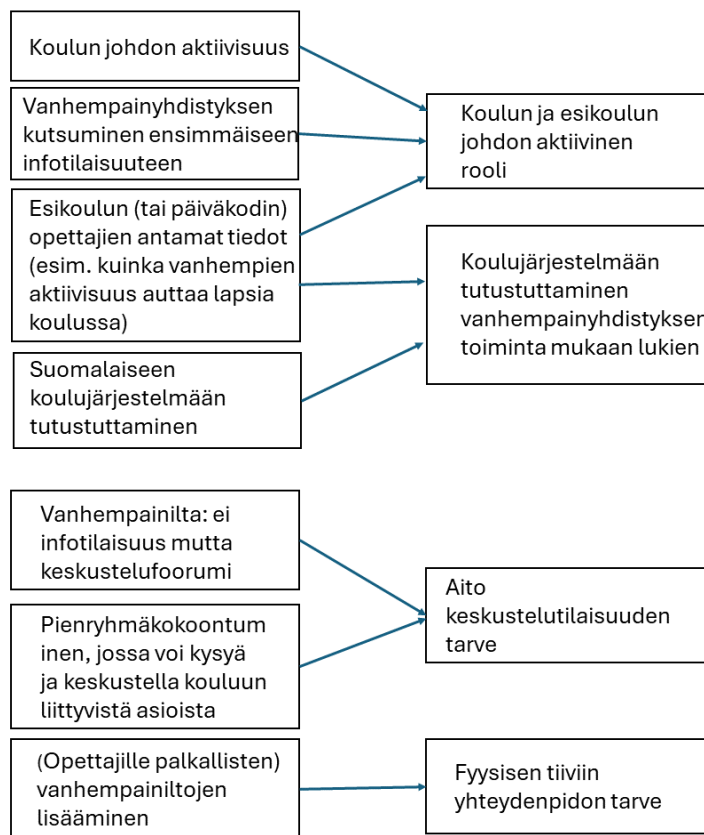 Koulun johdon aktiivisuus
Vanhempainyhdistyksen
kutsuminen ensimmäiseen
infotilaisuuteen
Esikoulun (tai päiväkodin)
opettajien antamat tiedot
(esim. kuinka vanhempien
aktiivisuus auttaa lapsia
koulussa)
Suomalaiseen
koulujärjestelmään
tutustuttaminen
Koulun ja esikoulun
johdon aktiivinen
rooli
Koulujärjestelmään
tutustuttaminen
vanhempainyhdistyksen
toiminta mukaan lukien
Vanhempainilta: ei
infotilaisuus mutta
keskustelufoorumi
Pienryhmäkokoontum
inen, jossa voi kysyä
ja keskustella kouluun
liittyvistä asioista
(Opettajille palkallisten)
vanhempainiltojen
lisääminen
Aito
keskustelutilaisuuden
tarve
Fyysisen tiiviin
yhteydenpidon tarve